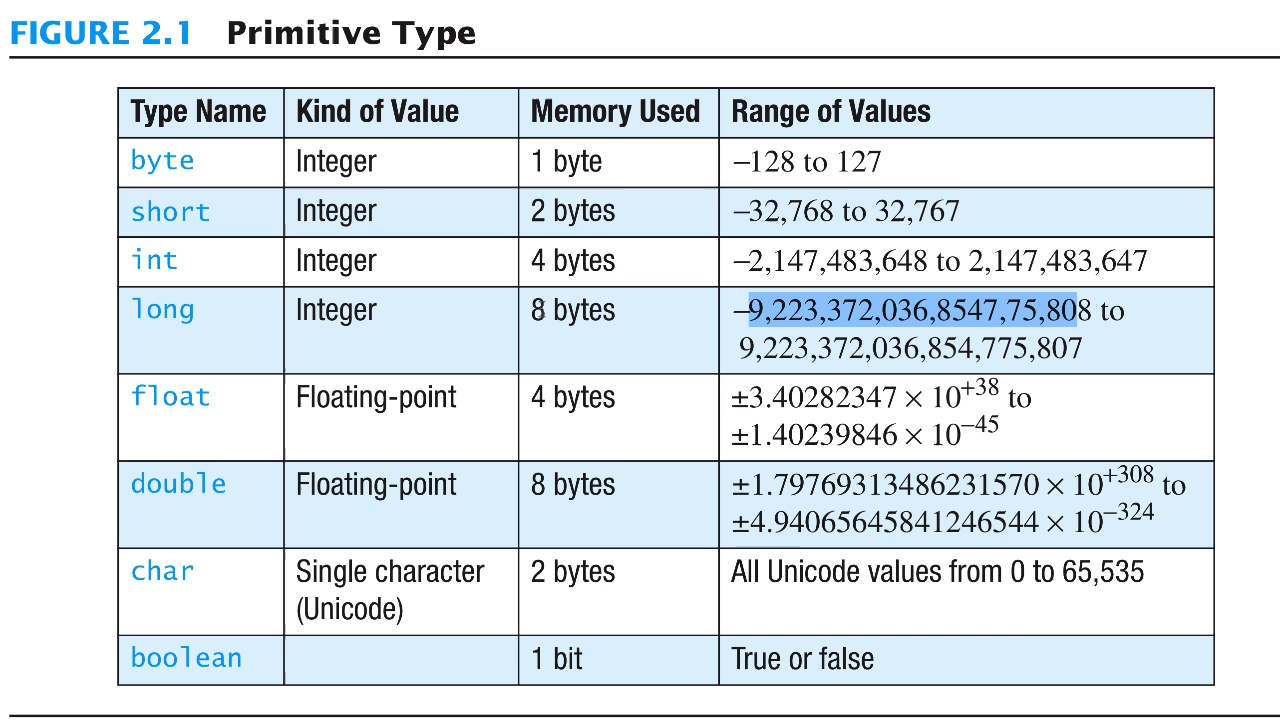 FIGURE 2.1 Primitive Type
Type Name Kind of Value Memory Used Range of Values
byte Integer 1 byte –128 to 127
short Integer 2 bytes –32,768 to 32,767
int Integer 4 bytes –2,147,483,648 to 2,147,483,647
long Integer 8 bytes –9,223,372,036,8547,75,808 to
9,223,372,036,854,775,807
float Floating-point 4 bytes ±3.40282347 × 10⁺³⁸ to
±1.40239846 × 10⁻⁴⁵
double Floating-point 8 bytes ±1.79769313486231570 × 10⁺³⁰⁸ to
±4.94065645841246544 × 10⁻³²⁴
char Single character 2 bytes All Unicode values from 0 to 65,535
(Unicode)
boolean 1 bit True or false